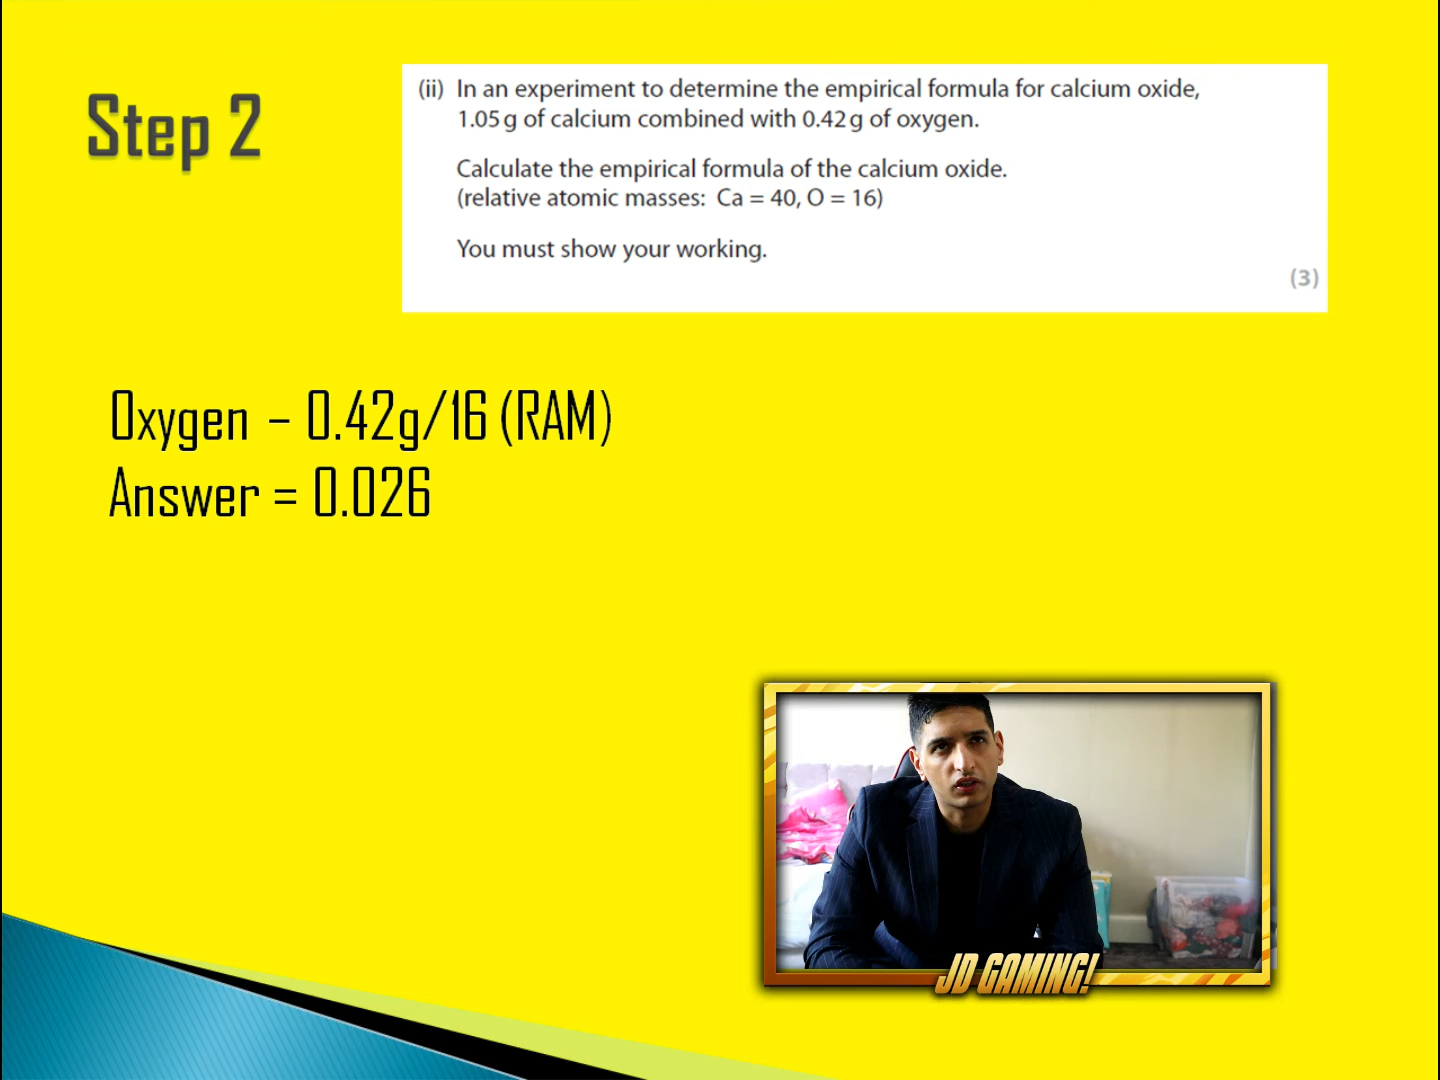 Step 2
(ii) In an experiment to determine the empirical formula for calcium oxide,
1.05 g of calcium combined with 0.42 g of oxygen.
Calculate the empirical formula of the calcium oxide.
(relative atomic masses: Ca = 40, O = 16)
You must show your working.
(3)
Oxygen – 0.42g/16 (RAM)
Answer = 0.026
JD GAMING!